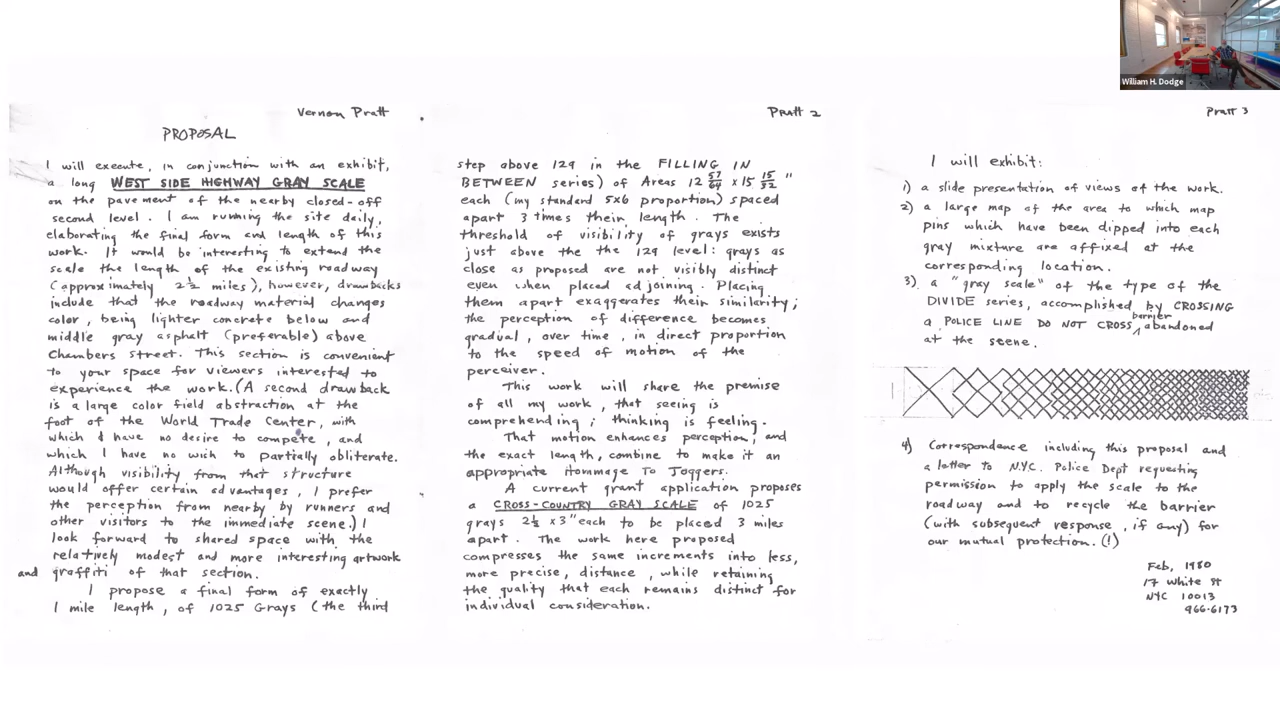 William H. Dodge
Vernon Pratt
PROPOSAL
I will execute, in conjunction with an exhibit,
a long WEST SIDE HIGHWAY GRAY SCALE
on the pavement of the nearby closed-off
second level. I am running the site daily,
elaborating the final form and length of this
work. It would be interesting to extend the
scale the length of the existing roadway
(approximately 2½ miles), however, drawbacks
include that the roadway material changes
color, being lighter concrete below and
middle gray asphalt (preferable) above
Chambers street. This section is convenient
to your space for viewers interested to
experience the work. (A second drawback
is a large color field abstraction at the
foot of the World Trade Center, with
which I have no desire to compete, and
which I have no wish to partially obliterate.
Although visibility from that structure
would offer certain advantages, I prefer
the perception from nearby by runners and
other visitors to the immediate scene.) I
look forward to shared space with the
relatively modest and more interesting artwork
and graffiti of that section.
I propose a final form of exactly
1 mile length, of 1025 Grays (the third
Pratt 2
step above 129 in the FILLING IN
BETWEEN series) of Areas 12 57/64 x 15 15/32"
each (my standard 5x6 proportion) spaced
apart 3 times their length. The
threshold of visibility of grays exists
just above the the 129 level: grays as
close as proposed are not visibly distinct
even when placed adjoining. Placing
them apart exaggerates their similarity;
the perception of difference becomes
gradual, over time, in direct proportion
to the speed of motion of the
perceiver.
This work will share the premise
of all my work, that seeing is
comprehending; thinking is feeling.
That motion enhances perception, and
the exact length, combine to make it an
appropriate Hommage To Joggers.
A current grant application proposes
a CROSS-COUNTRY GRAY SCALE of 1025
grays 2½ x 3" each to be placed 3 miles
apart. The work here proposed
compresses the same increments into less,
more precise, distance, while retaining
the quality that each remains distinct for
individual consideration.
Pratt 3
I will exhibit:
1) a slide presentation of views of the work.
2) a large map of the area to which map
pins which have been dipped into each
gray mixture are affixed at the
corresponding location.
3) a "gray scale" of the type of the
DIVIDE series, accomplished by CROSSING
a POLICE LINE DO NOT CROSS barrier abandoned
at the scene.
4) Correspondence including this proposal and
a letter to N.Y.C. Police Dept requesting
permission to apply the scale to the
roadway and to recycle the barrier
(with subsequent response, if any) for
our mutual protection. (!)
Feb, 1980
17 White St
NYC 10013
966-6173